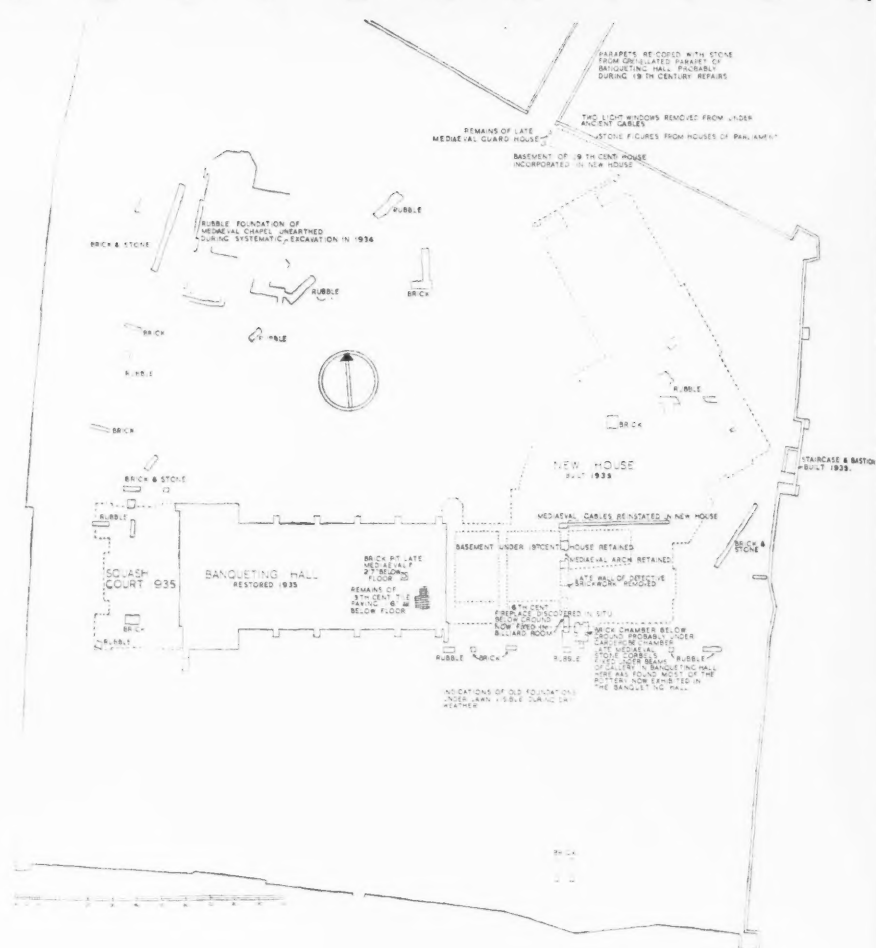 PARAPETS RE-COPED WITH STONE
FROM CRENELLATED PARAPET OF
BANQUETING HALL PROBABLY
DURING 19TH CENTURY REPAIRS
TWO LIGHT WINDOWS REMOVED FROM UNDER
ANCIENT GABLES
STONE FIGURES FROM HOUSES OF PARLIAMENT
REMAINS OF LATE
MEDIAEVAL GUARD HOUSE
BASEMENT OF 19TH CENT. HOUSE
INCORPORATED IN NEW HOUSE
RUBBLE
RUBBLE FOUNDATION OF
MEDIAEVAL CHAPEL UNEARTHED
DURING SYSTEMATIC EXCAVATION IN 1934
BRICK & STONE
RUBBLE
BRICK
BRICK
RUBBLE
RUBBLE
RUBBLE
BRICK
BRICK
NEW HOUSE
BUILT 1935
STAIRCASE & BASTION
BUILT 1935.
BRICK & STONE
RUBBLE
MEDIAEVAL GABLES REINSTATED IN NEW HOUSE
BASEMENT UNDER 19TH CENT. HOUSE RETAINED
MEDIAEVAL ARCH RETAINED
BRICK &
STONE
SQUASH
COURT 935
BANQUETING HALL
RESTORED 1935
BRICK PIT LATE
MEDIAEVAL?
2'7" BELOW
FLOOR
REMAINS OF
5TH CENT. TILE
PAVING 6"
BELOW FLOOR
LATE WALL OF DEFECTIVE
BRICKWORK REMOVED
6TH CENT
FIREPLACE DISCOVERED IN SITU
BELOW GROUND
NOW FIXED IN
BILLIARD ROOM
BRICK CHAMBER BELOW
GROUND PROBABLY UNDER
GARDEROBE CHAMBER
LATE MEDIAEVAL
STONE CORBELS
FIXED UNDER BEAMS
OF GALLERY IN BANQUETING HALL
HERE WAS FOUND MOST OF THE
POTTERY NOW EXHIBITED IN
THE BANQUETING HALL
BRICK
RUBBLE
RUBBLE
BRICK
RUBBLE
RUBBLE
INDICATIONS OF OLD FOUNDATIONS
UNDER LAWN VISIBLE DURING DRY
WEATHER
BRICK